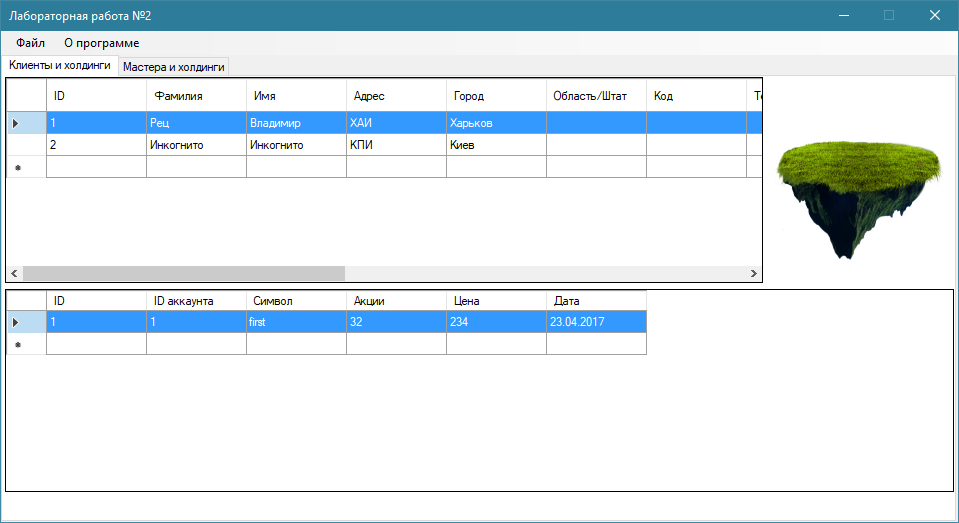 Лабораторная работа №2
Файл О программе
Клиенты и холдинги Мастера и холдинги
ID Фамилия Имя Адрес Город Область/Штат Код
1 Рец Владимир ХАИ Харьков
2 Инкогнито Инкогнито КПИ Киев
ID ID аккаунта Символ Акции Цена Дата
1 1 first 32 234 23.04.2017